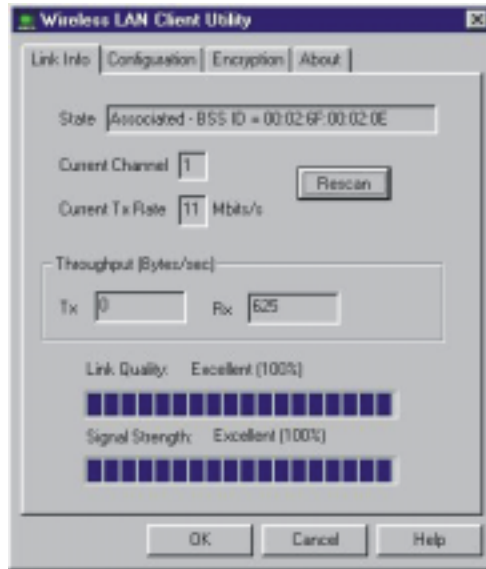 Wireless LAN Client Utility
Link Info Configuration Encryption About
State Associated - BSS ID = 00:02:6F:00:02:0E
Current Channel 1
Rescan
Current Tx Rate 11 Mbits/s
Throughput (Bytes/sec)
Tx 0 Rx 625
Link Quality: Excellent (100%)
Signal Strength: Excellent (100%)
OK Cancel Help